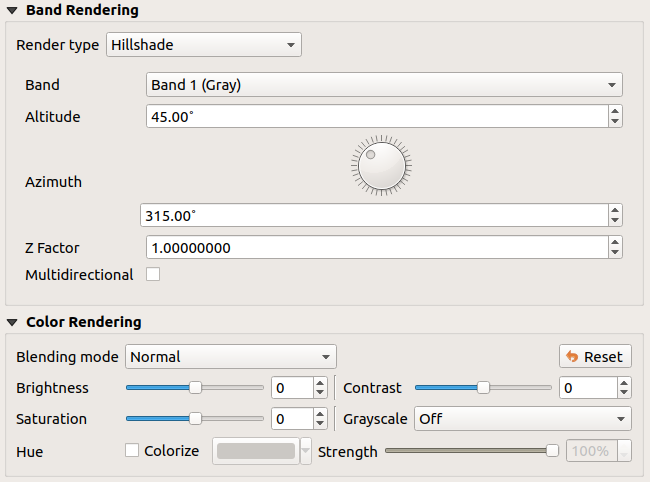 Band Rendering
Render type Hillshade
Band Band 1 (Gray)
Altitude 45.00°
Azimuth
315.00°
Z Factor 1.00000000
Multidirectional
Color Rendering
Blending mode Normal Reset
Brightness 0 Contrast 0
Saturation 0 Grayscale Off
Hue Colorize Strength 100%